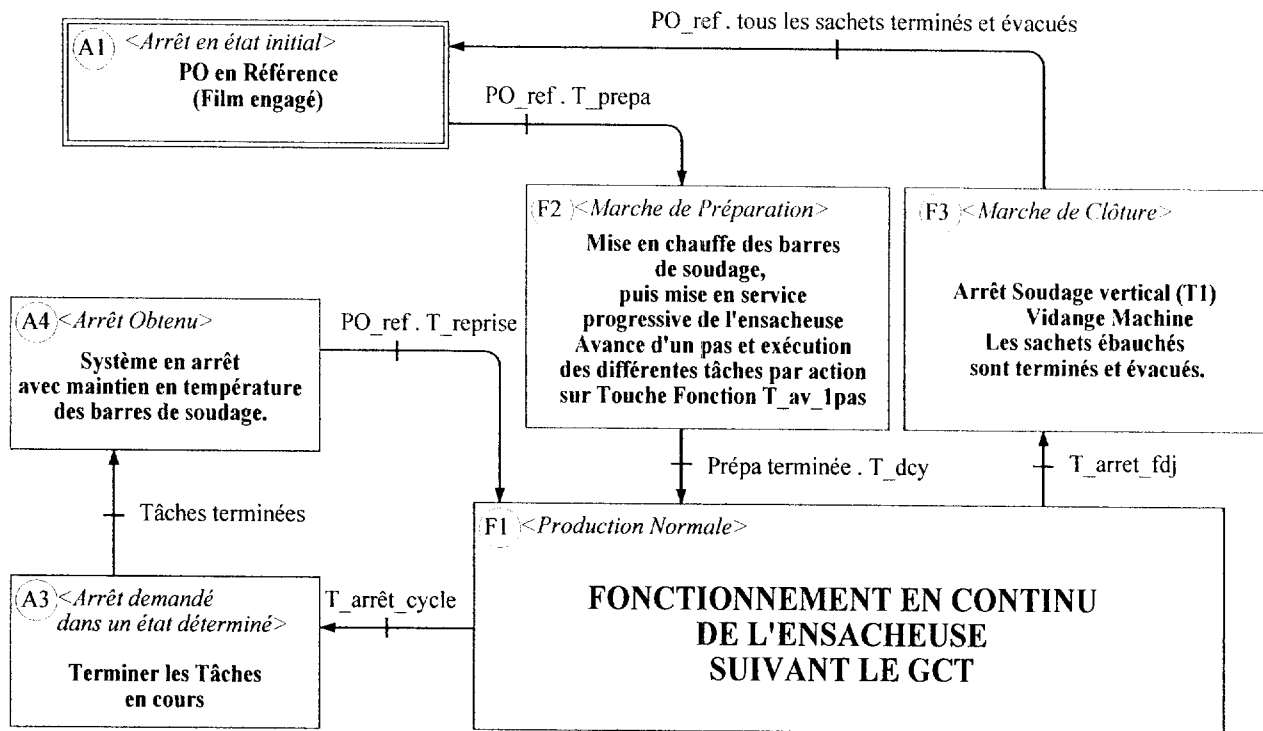 PO_ref . tous les sachets terminés et évacués
A1 <Arrêt en état initial>
PO en Référence
(Film engagé)
PO_ref . T_prepa
F2 <Marche de Préparation>
Mise en chauffe des barres
de soudage,
puis mise en service
progressive de l'ensacheuse
Avance d'un pas et exécution
des différentes tâches par action
sur Touche Fonction T_av_1pas
F3 <Marche de Clôture>
Arrêt Soudage vertical (T1)
Vidange Machine
Les sachets ébauchés
sont terminés et évacués.
A4 <Arrêt Obtenu>
Système en arrêt
avec maintien en température
des barres de soudage.
PO_ref . T_reprise
Prépa terminée . T_dcy
T_arret_fdj
Tâches terminées
F1 <Production Normale>
FONCTIONNEMENT EN CONTINU
DE L'ENSACHEUSE
SUIVANT LE GCT
T_arrêt_cycle
A3 <Arrêt demandé
dans un état déterminé>
Terminer les Tâches
en cours